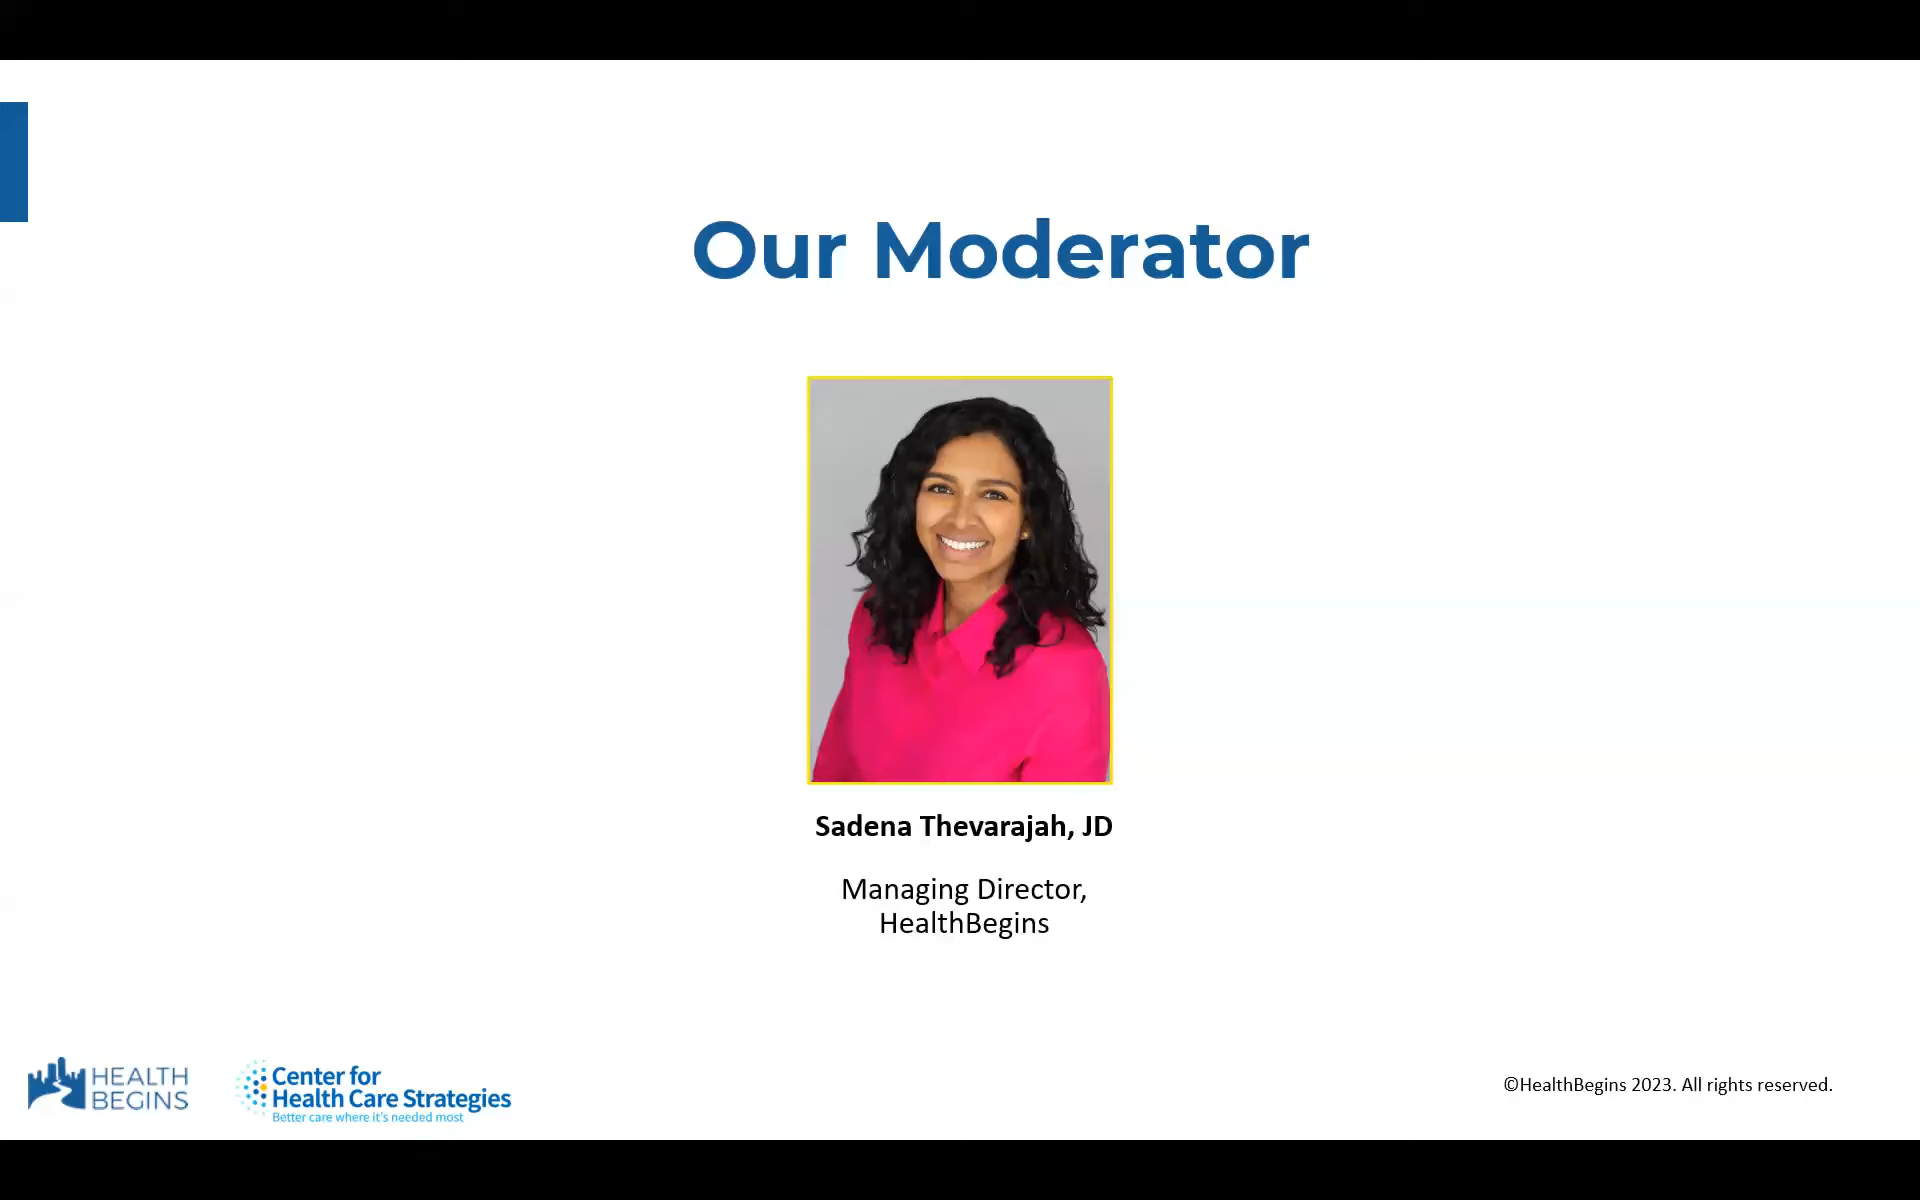 Our Moderator
Sadena Thevarajah, JD
Managing Director,
HealthBegins
HEALTH
BEGINS
Center for
Health Care Strategies
Better care where it's needed most
©HealthBegins 2023. All rights reserved.